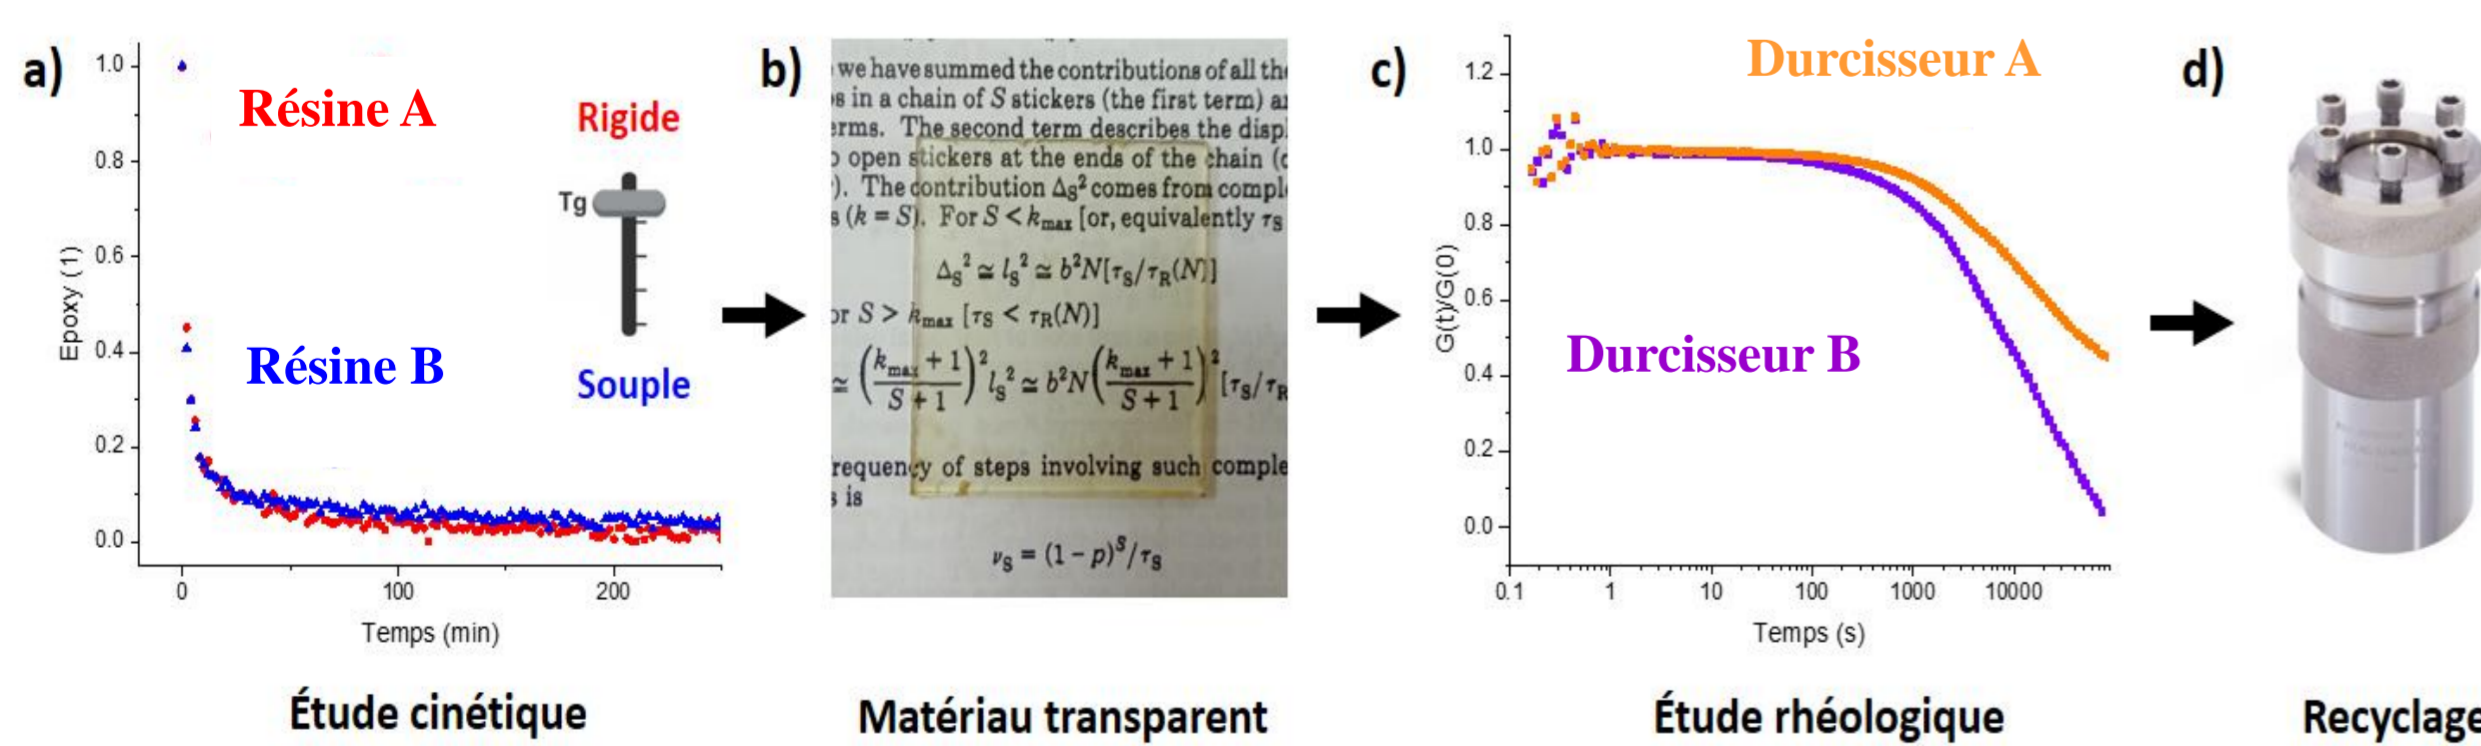 a)
1.0
0.8
0.6
0.4
0.2
0.0
Epoxy (1)
0
100
200
Temps (min)
Résine A
Résine B
Rigide
Tg
Souple
Étude cinétique
b)
we have summed the contributions of all the
s in a chain of S stickers (the first term) a
erms. The second term describes the disp
open stickers at the ends of the chain (
). The contribution Δ_S² comes from comple
s (k = S). For S < k_max [or, equivalently τ_S
Δ_S² ≃ l_S² ≃ b²N[τ_S/τ_R(N)]
or S > k_max [τ_S < τ_R(N)]
≃ ((k_max + 1)/(S + 1))² l_S² ≃ b²N((k_max + 1)/(S + 1))² [τ_S/τ_R
requency of steps involving such comple
s is
ν_S = (1 − p)^S/τ_S
Matériau transparent
c)
1.2
1.0
0.8
0.6
0.4
0.2
0.0
G(t)/G(0)
0.1
1
10
100
1000
10000
Temps (s)
Durcisseur A
Durcisseur B
Étude rhéologique
d)
Recyclage